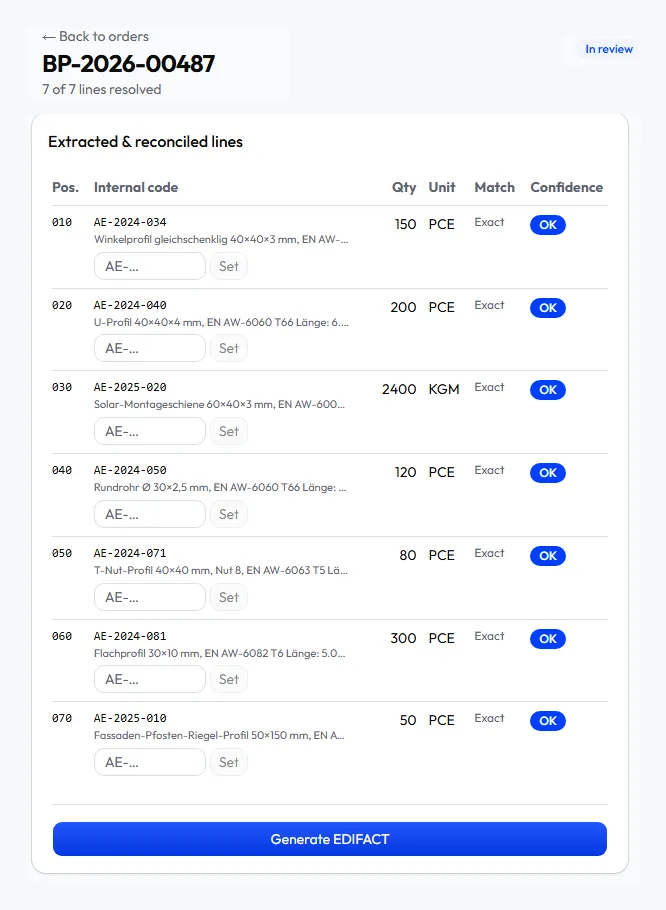 ← Back to orders
BP-2026-00487
7 of 7 lines resolved
In review
Extracted & reconciled lines
Pos. Internal code Qty Unit Match Confidence
010 AE-2024-034 150 PCE Exact OK
Winkelprofil gleichschenklig 40×40×3 mm, EN AW-...
AE-... Set
020 AE-2024-040 200 PCE Exact OK
U-Profil 40×40×4 mm, EN AW-6060 T66 Länge: 6....
AE-... Set
030 AE-2025-020 2400 KGM Exact OK
Solar-Montageschiene 60×40×3 mm, EN AW-600...
AE-... Set
040 AE-2024-050 120 PCE Exact OK
Rundrohr Ø 30×2,5 mm, EN AW-6060 T66 Länge: ...
AE-... Set
050 AE-2024-071 80 PCE Exact OK
T-Nut-Profil 40×40 mm, Nut 8, EN AW-6063 T5 Lä...
AE-... Set
060 AE-2024-081 300 PCE Exact OK
Flachprofil 30×10 mm, EN AW-6082 T6 Länge: 5.0...
AE-... Set
070 AE-2025-010 50 PCE Exact OK
Fassaden-Pfosten-Riegel-Profil 50×150 mm, EN A...
AE-... Set
Generate EDIFACT